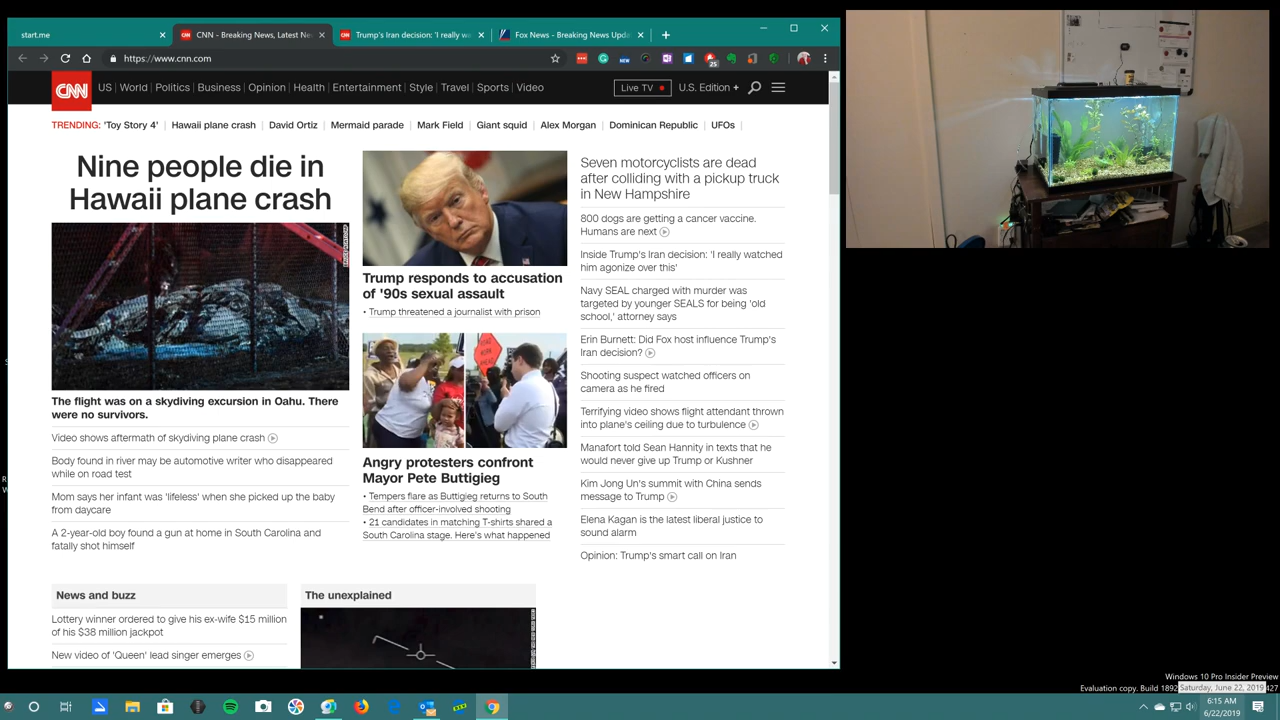 start.me
CNN - Breaking News, Latest Ne
Trump's Iran decision: 'I really wa
Fox News - Breaking News Upda
https://www.cnn.com
25
CNN
US World Politics Business Opinion Health Entertainment Style Travel Sports Video
Live TV
U.S. Edition +
TRENDING: 'Toy Story 4' Hawaii plane crash David Ortiz Mermaid parade Mark Field Giant squid Alex Morgan Dominican Republic UFOs
Nine people die in
Hawaii plane crash
The flight was on a skydiving excursion in Oahu. There
were no survivors.
Video shows aftermath of skydiving plane crash
Body found in river may be automotive writer who disappeared
while on road test
Mom says her infant was 'lifeless' when she picked up the baby
from daycare
A 2-year-old boy found a gun at home in South Carolina and
fatally shot himself
Trump responds to accusation
of '90s sexual assault
• Trump threatened a journalist with prison
Angry protesters confront
Mayor Pete Buttigieg
• Tempers flare as Buttigieg returns to South
Bend after officer-involved shooting
• 21 candidates in matching T-shirts shared a
South Carolina stage. Here's what happened
Seven motorcyclists are dead
after colliding with a pickup truck
in New Hampshire
800 dogs are getting a cancer vaccine.
Humans are next
Inside Trump's Iran decision: 'I really watched
him agonize over this'
Navy SEAL charged with murder was
targeted by younger SEALS for being 'old
school,' attorney says
Erin Burnett: Did Fox host influence Trump's
Iran decision?
Shooting suspect watched officers on
camera as he fired
Terrifying video shows flight attendant thrown
into plane's ceiling due to turbulence
Manafort told Sean Hannity in texts that he
would never give up Trump or Kushner
Kim Jong Un's summit with China sends
message to Trump
Elena Kagan is the latest liberal justice to
sound alarm
Opinion: Trump's smart call on Iran
News and buzz
Lottery winner ordered to give his ex-wife $15 million
of his $38 million jackpot
New video of 'Queen' lead singer emerges
The unexplained
Windows 10 Pro Insider Preview
Evaluation copy. Build 1892
Saturday, June 22, 2019
427
6:15 AM
6/22/2019